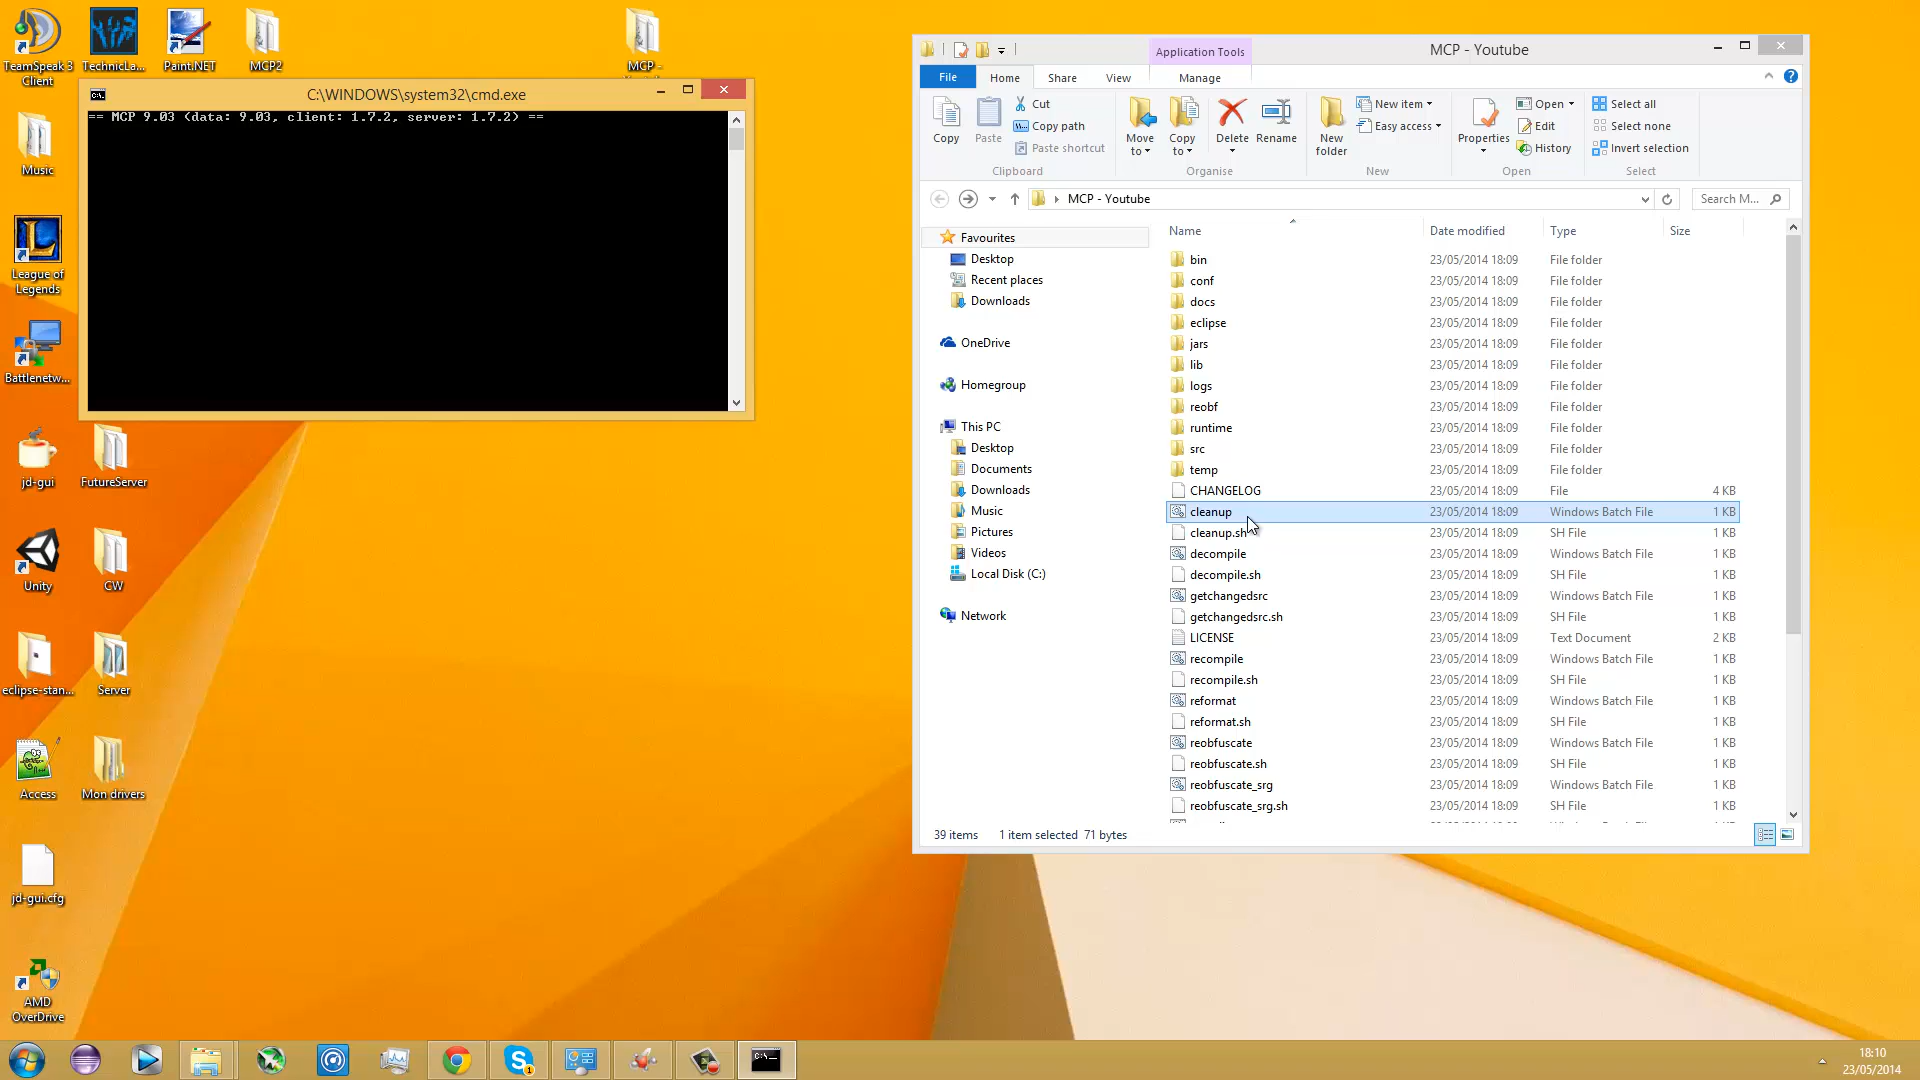 TeamSpeak 3
Client
TechnicLa...
Paint.NET
MCP2
MCP -
C:\WINDOWS\system32\cmd.exe
== MCP 9.03 (data: 9.03, client: 1.7.2, server: 1.7.2) ==
Music
League of
Legends
Battlenetw...
jd-gui
FutureServer
Unity
CW
eclipse-stan...
Server
Access
Mon drivers
jd-gui.cfg
AMD
OverDrive
Application Tools
MCP - Youtube
File
Home
Share
View
Manage
Copy
Paste
Cut
Copy path
Paste shortcut
Clipboard
Move
to
Copy
to
Delete
Rename
Organise
New
folder
New item
Easy access
New
Properties
Open
Edit
History
Open
Select all
Select none
Invert selection
Select
MCP - Youtube
Search M...
Favourites
Desktop
Recent places
Downloads
OneDrive
Homegroup
This PC
Desktop
Documents
Downloads
Music
Pictures
Videos
Local Disk (C:)
Network
Name Date modified Type Size
bin 23/05/2014 18:09 File folder
conf 23/05/2014 18:09 File folder
docs 23/05/2014 18:09 File folder
eclipse 23/05/2014 18:09 File folder
jars 23/05/2014 18:09 File folder
lib 23/05/2014 18:09 File folder
logs 23/05/2014 18:09 File folder
reobf 23/05/2014 18:09 File folder
runtime 23/05/2014 18:09 File folder
src 23/05/2014 18:09 File folder
temp 23/05/2014 18:09 File folder
CHANGELOG 23/05/2014 18:09 File 4 KB
cleanup 23/05/2014 18:09 Windows Batch File 1 KB
cleanup.sh 23/05/2014 18:09 SH File 1 KB
decompile 23/05/2014 18:09 Windows Batch File 1 KB
decompile.sh 23/05/2014 18:09 SH File 1 KB
getchangedsrc 23/05/2014 18:09 Windows Batch File 1 KB
getchangedsrc.sh 23/05/2014 18:09 SH File 1 KB
LICENSE 23/05/2014 18:09 Text Document 2 KB
recompile 23/05/2014 18:09 Windows Batch File 1 KB
recompile.sh 23/05/2014 18:09 SH File 1 KB
reformat 23/05/2014 18:09 Windows Batch File 1 KB
reformat.sh 23/05/2014 18:09 SH File 1 KB
reobfuscate 23/05/2014 18:09 Windows Batch File 1 KB
reobfuscate.sh 23/05/2014 18:09 SH File 1 KB
reobfuscate_srg 23/05/2014 18:09 Windows Batch File 1 KB
reobfuscate_srg.sh 23/05/2014 18:09 SH File 1 KB
39 items 1 item selected 71 bytes
18:10
23/05/2014